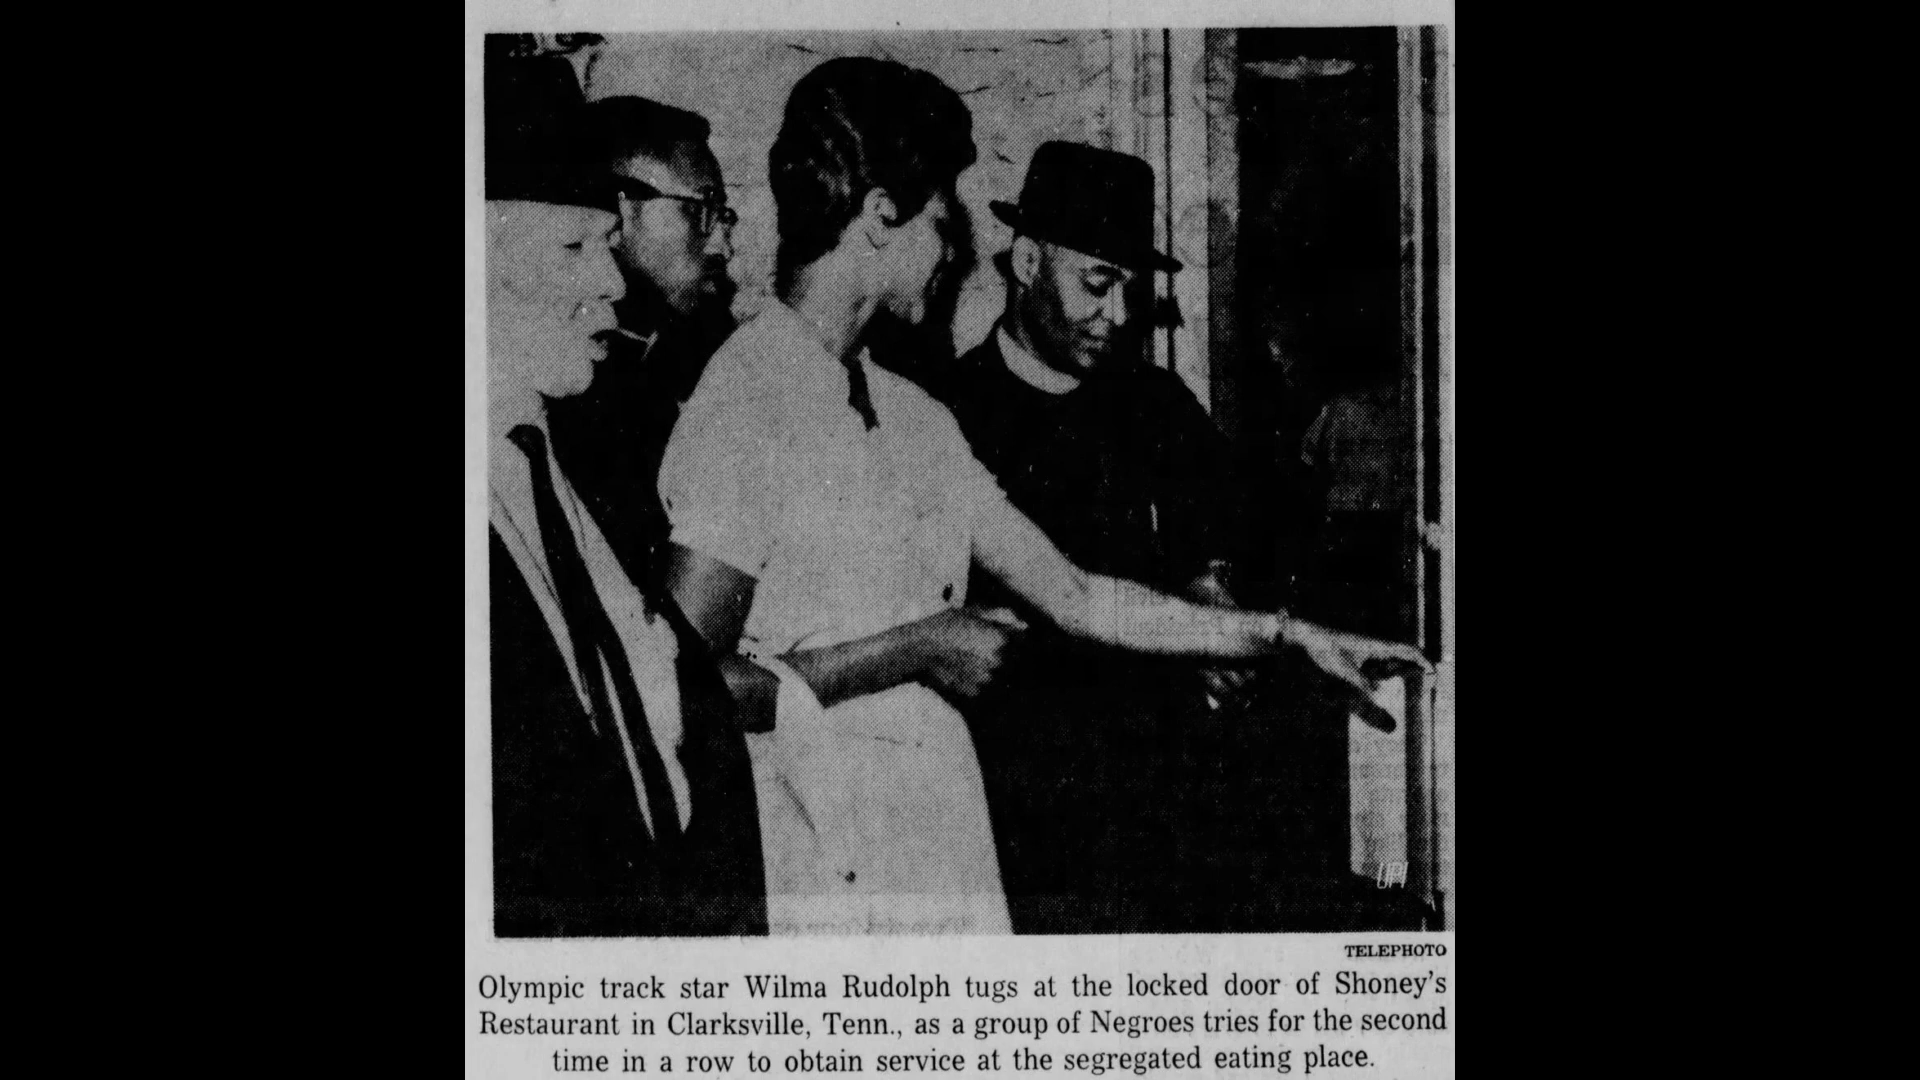 UPI
TELEPHOTO
Olympic track star Wilma Rudolph tugs at the locked door of Shoney's
Restaurant in Clarksville, Tenn., as a group of Negroes tries for the second
time in a row to obtain service at the segregated eating place.